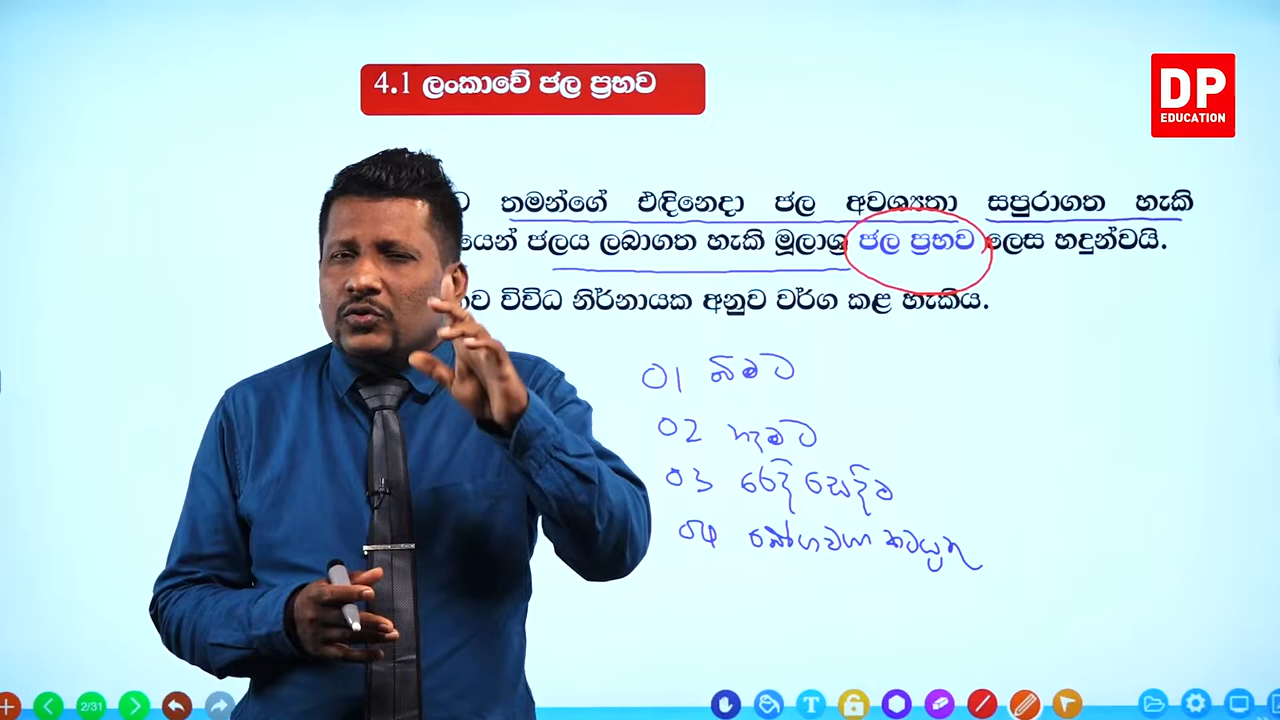 4.1 ලංකාවේ ජල ප්‍රභව
DP
EDUCATION
තමන්ගේ එදිනෙදා ජල අවශ්‍යතා සපුරාගත හැකි
ජලය ලබාගත හැකි මූලාශ්‍ර ජල ප්‍රභව ලෙස හදුන්වයි.
විවිධ නිර්නායක අනුව වර්ග කළ හැකිය.
01 බීමට
02 නෑමට
03 රෙදි සෙදීම
04 භෝගවගා කටයුතු
2/31